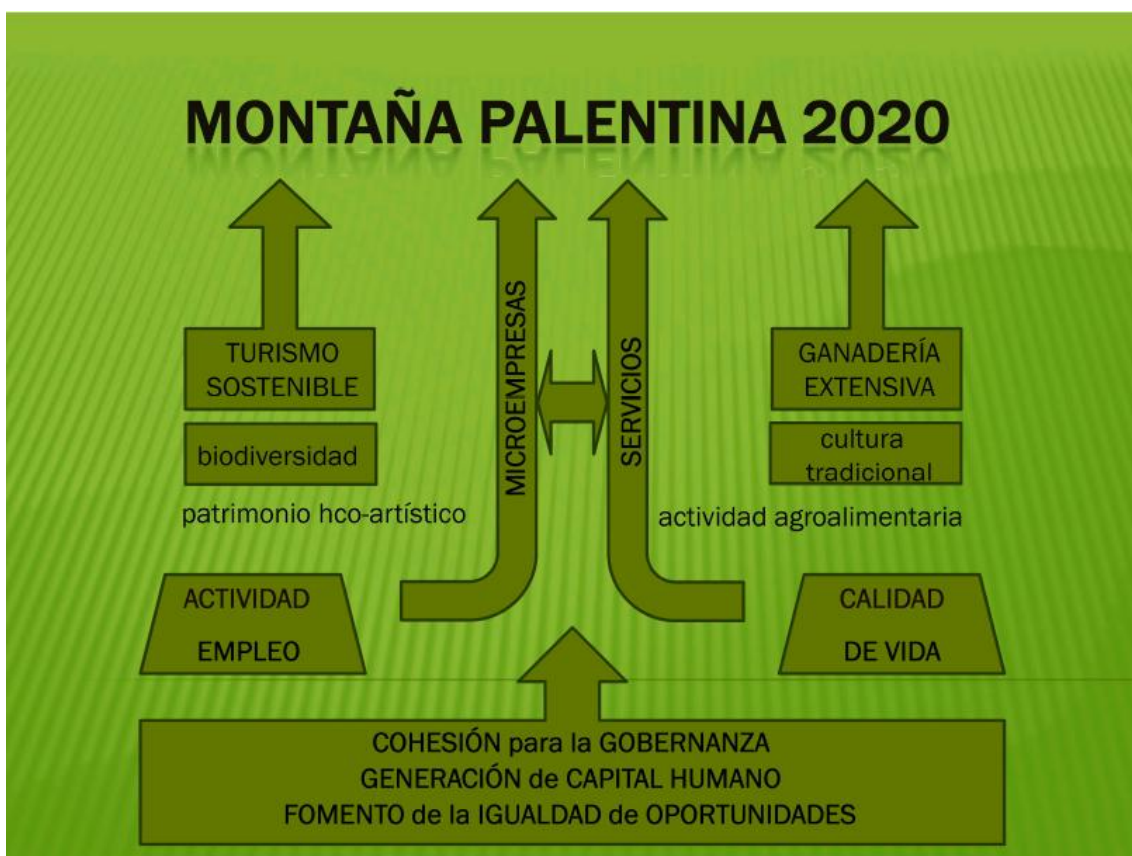 MONTAÑA PALENTINA 2020
TURISMO
SOSTENIBLE
biodiversidad
patrimonio hco-artístico
MICROEMPRESAS
SERVICIOS
GANADERÍA
EXTENSIVA
cultura
tradicional
actividad agroalimentaria
ACTIVIDAD
EMPLEO
CALIDAD
DE VIDA
COHESIÓN para la GOBERNANZA
GENERACIÓN de CAPITAL HUMANO
FOMENTO de la IGUALDAD de OPORTUNIDADES